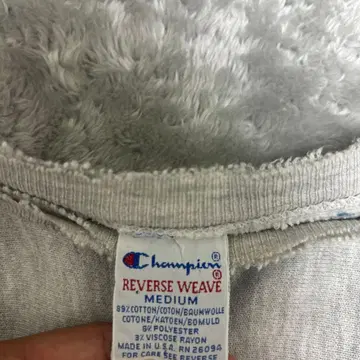 Champion®
REVERSE WEAVE®
MEDIUM
89% COTTON/COTON/BAUMWOLLE
COTONE/KATOEN/BOMULD
8% POLYESTER
3% VISCOSE RAYON
MADE IN U.S.A. RN 26094
FOR CARE SEE REVERSE